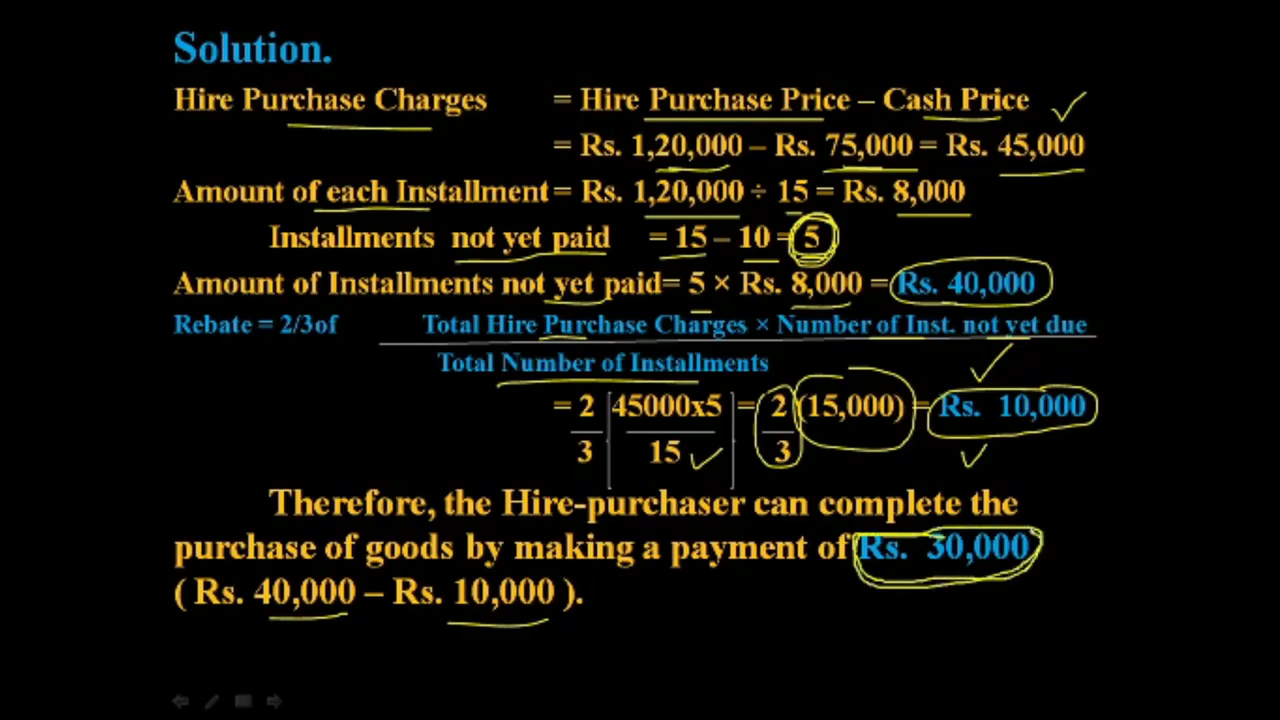 Solution.
Hire Purchase Charges = Hire Purchase Price – Cash Price
= Rs. 1,20,000 – Rs. 75,000 = Rs. 45,000
Amount of each Installment = Rs. 1,20,000 ÷ 15 = Rs. 8,000
Installments not yet paid = 15 – 10 = 5
Amount of Installments not yet paid= 5 × Rs. 8,000 = Rs. 40,000
Rebate = 2/3of Total Hire Purchase Charges × Number of Inst. not yet due
Total Number of Installments
= 2 [45000x5] = 2 (15,000) = Rs. 10,000
3 15 3
Therefore, the Hire-purchaser can complete the
purchase of goods by making a payment of Rs. 30,000
( Rs. 40,000 – Rs. 10,000 ).